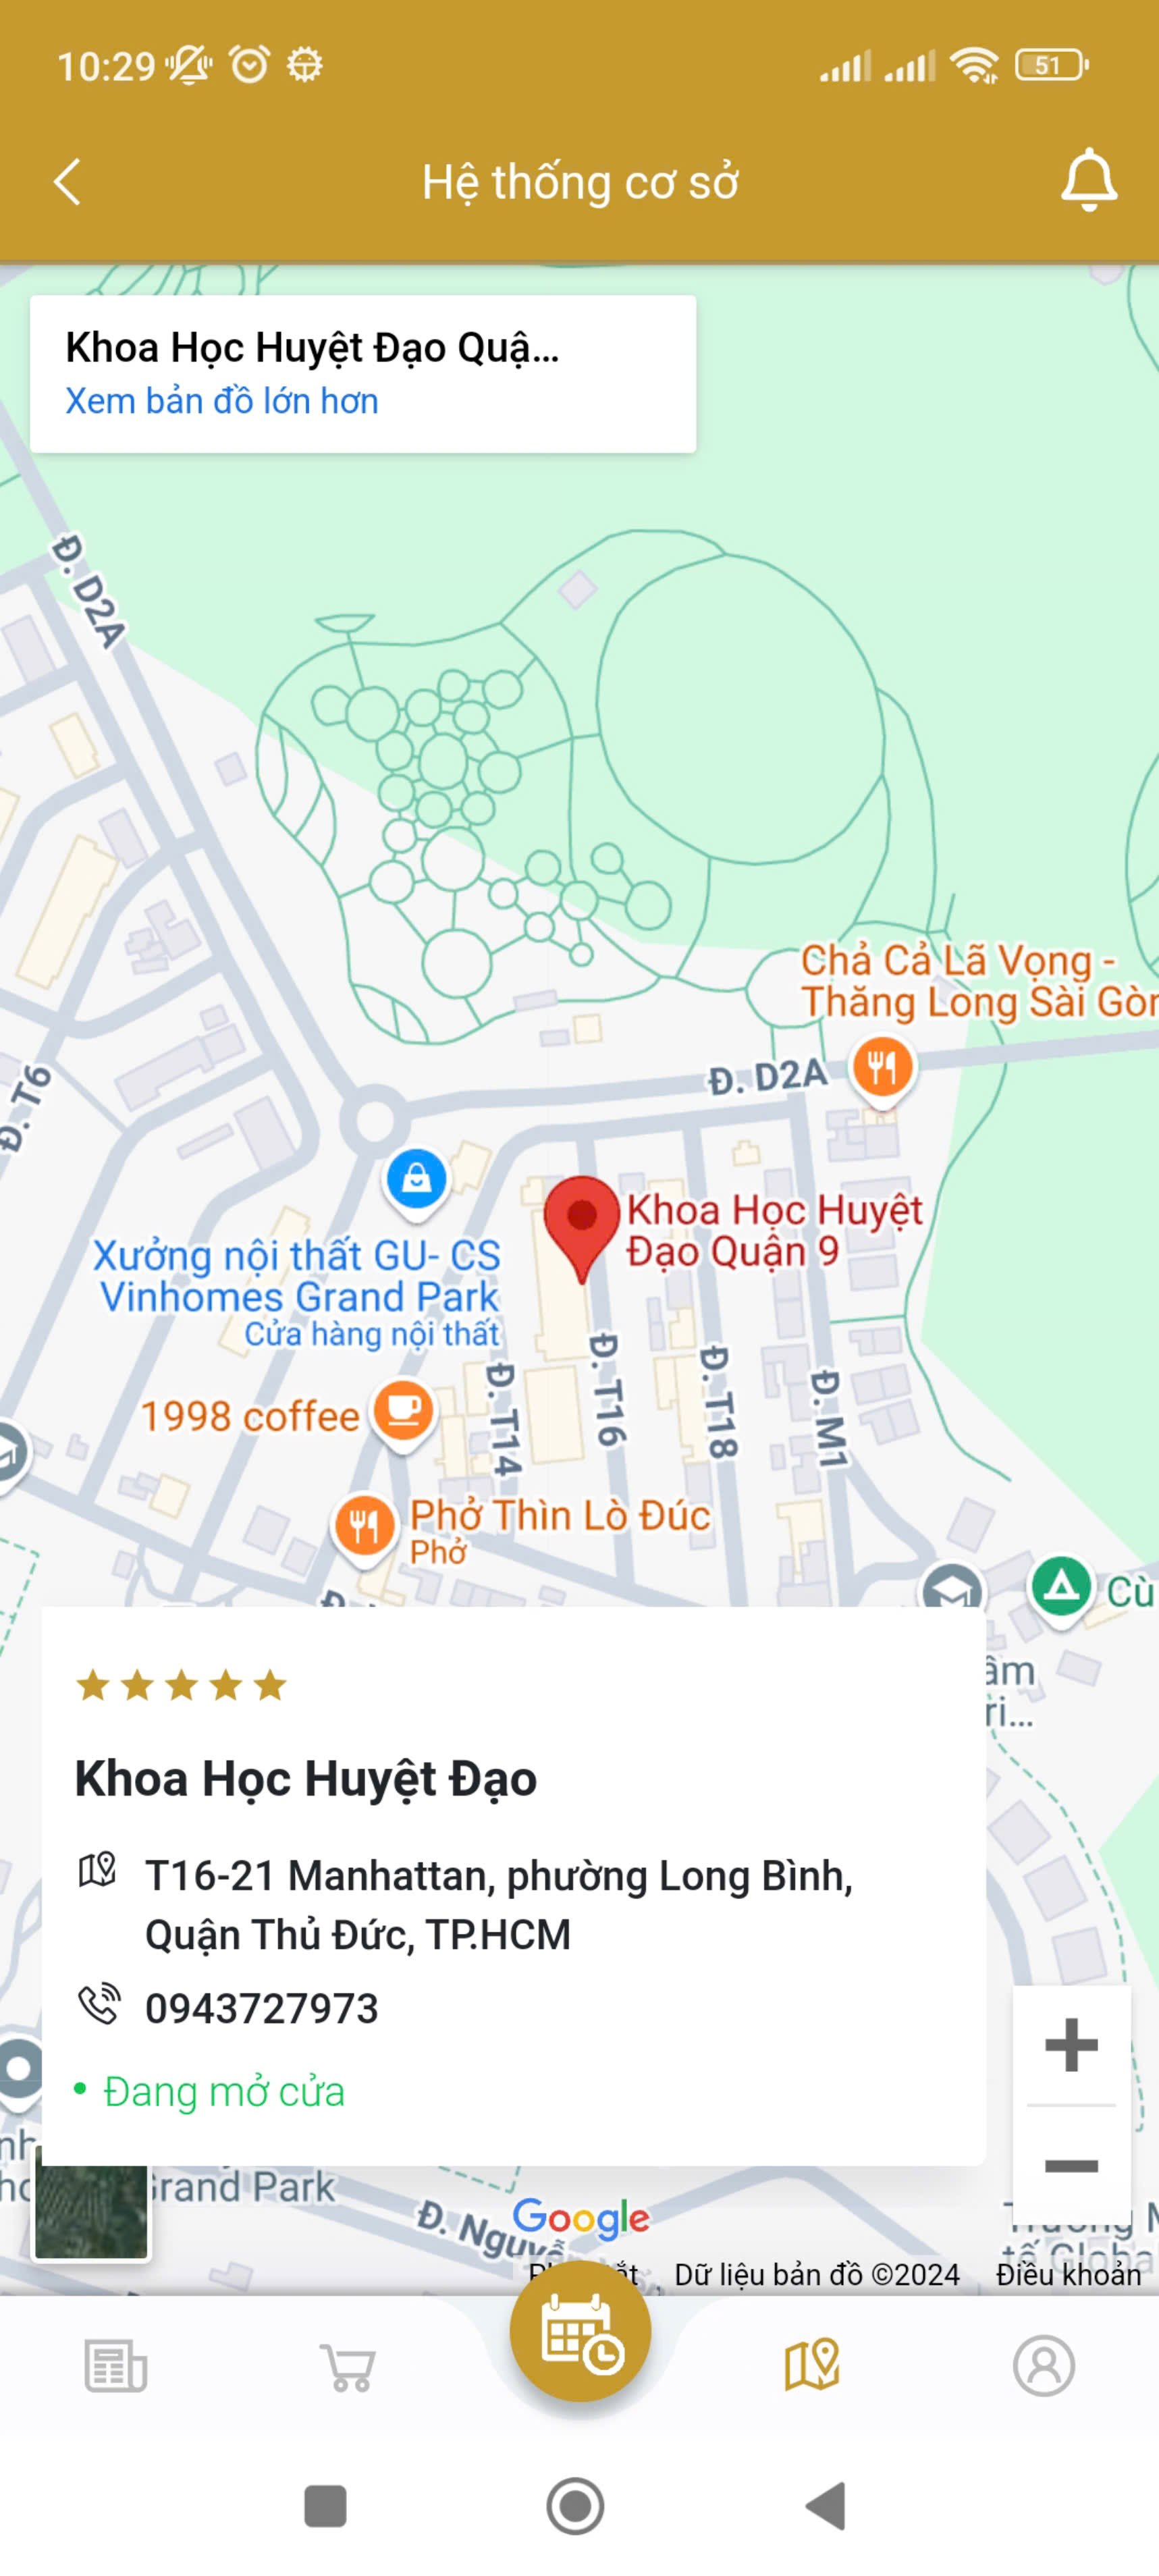 10:29
51
Hệ thống cơ sở
Khoa Học Huyệt Đạo Quậ...
Xem bản đồ lớn hơn
Đ. D2A
Chả Cá Lã Vọng -
Thăng Long Sài Gòn
Đ. T6
Đ. D2A
Khoa Học Huyệt
Đạo Quận 9
Xưởng nội thất GU- CS
Vinhomes Grand Park
Cửa hàng nội thất
Đ. T14
Đ. T16
Đ. T18
Đ. M1
1998 coffee
Phở Thìn Lò Đúc
Phở
Khoa Học Huyệt Đạo
T16-21 Manhattan, phường Long Bình,
Quận Thủ Đức, TP.HCM
0943727973
Đang mở cửa
Grand Park
Google
Dữ liệu bản đồ ©2024
Điều khoản